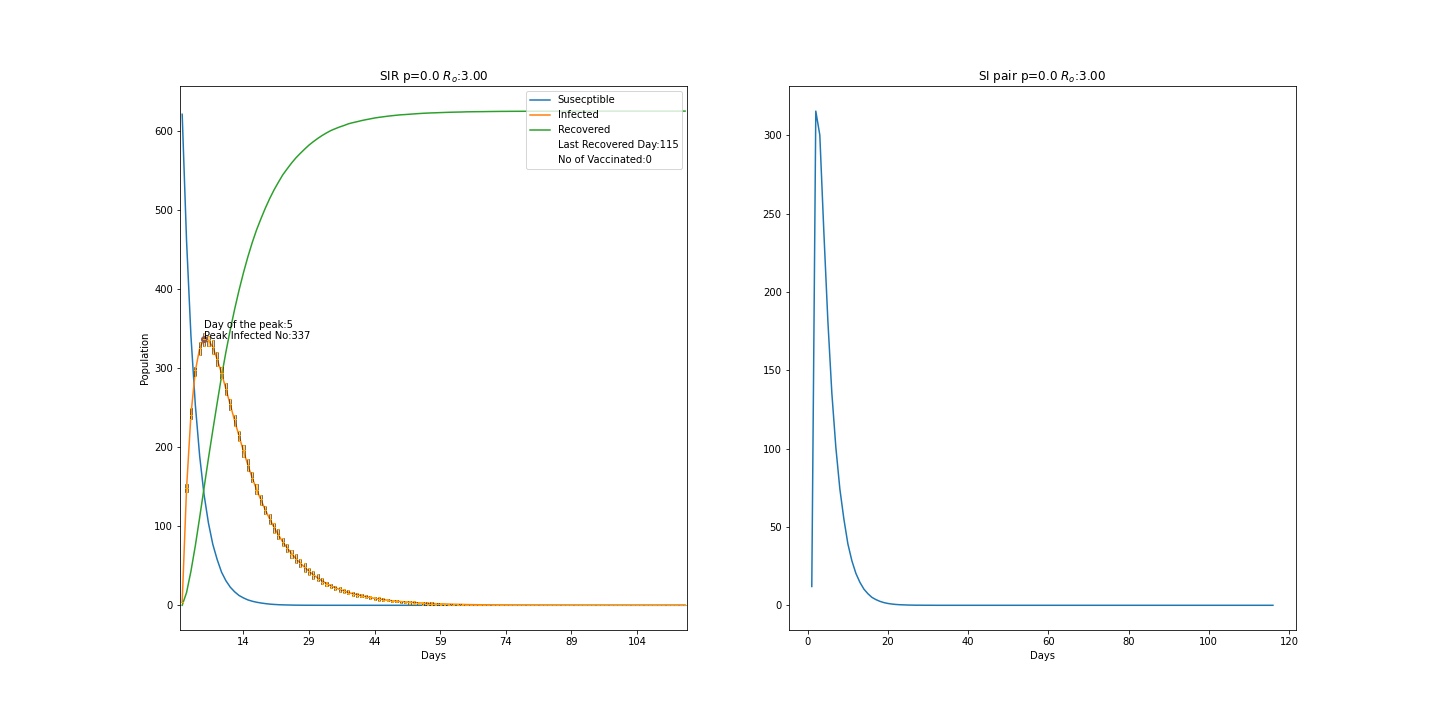 SIR p=0.0 Rₒ:3.00
Susecptible
Infected
Recovered
Last Recovered Day:115
No of Vaccinated:0
Day of the peak:5
Peak Infected No:337
Population
600
500
400
300
200
100
0
14 29 44 59 74 89 104
Days
SI pair p=0.0 Rₒ:3.00
300
250
200
150
100
50
0
0 20 40 60 80 100 120
Days